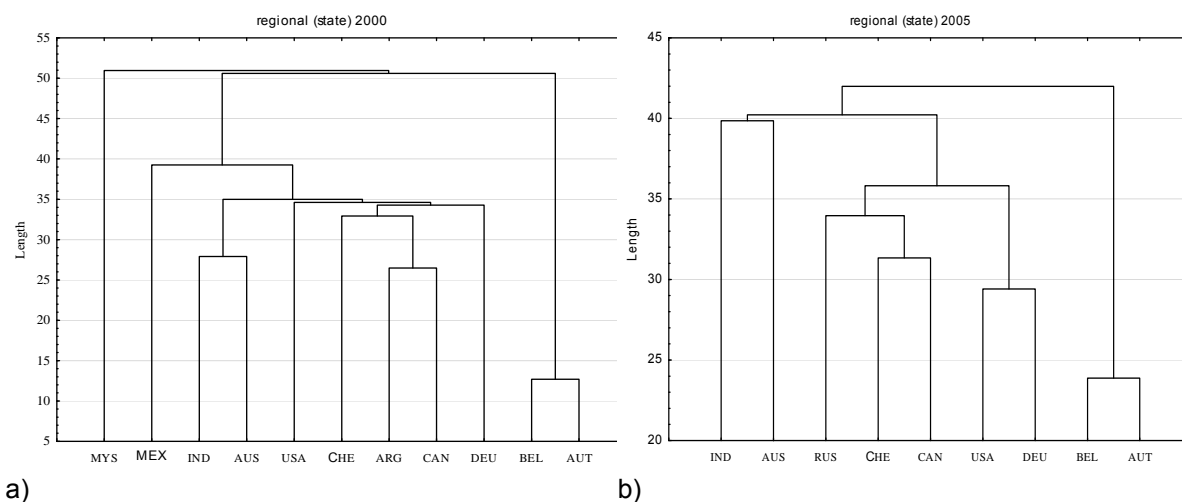 regional (state) 2000
55
50
45
40
35
30
25
20
15
10
5
Length
MYS MEX IND AUS USA CHE ARG CAN DEU BEL AUT
a)
regional (state) 2005
45
40
35
30
25
20
Length
IND AUS RUS CHE CAN USA DEU BEL AUT
b)